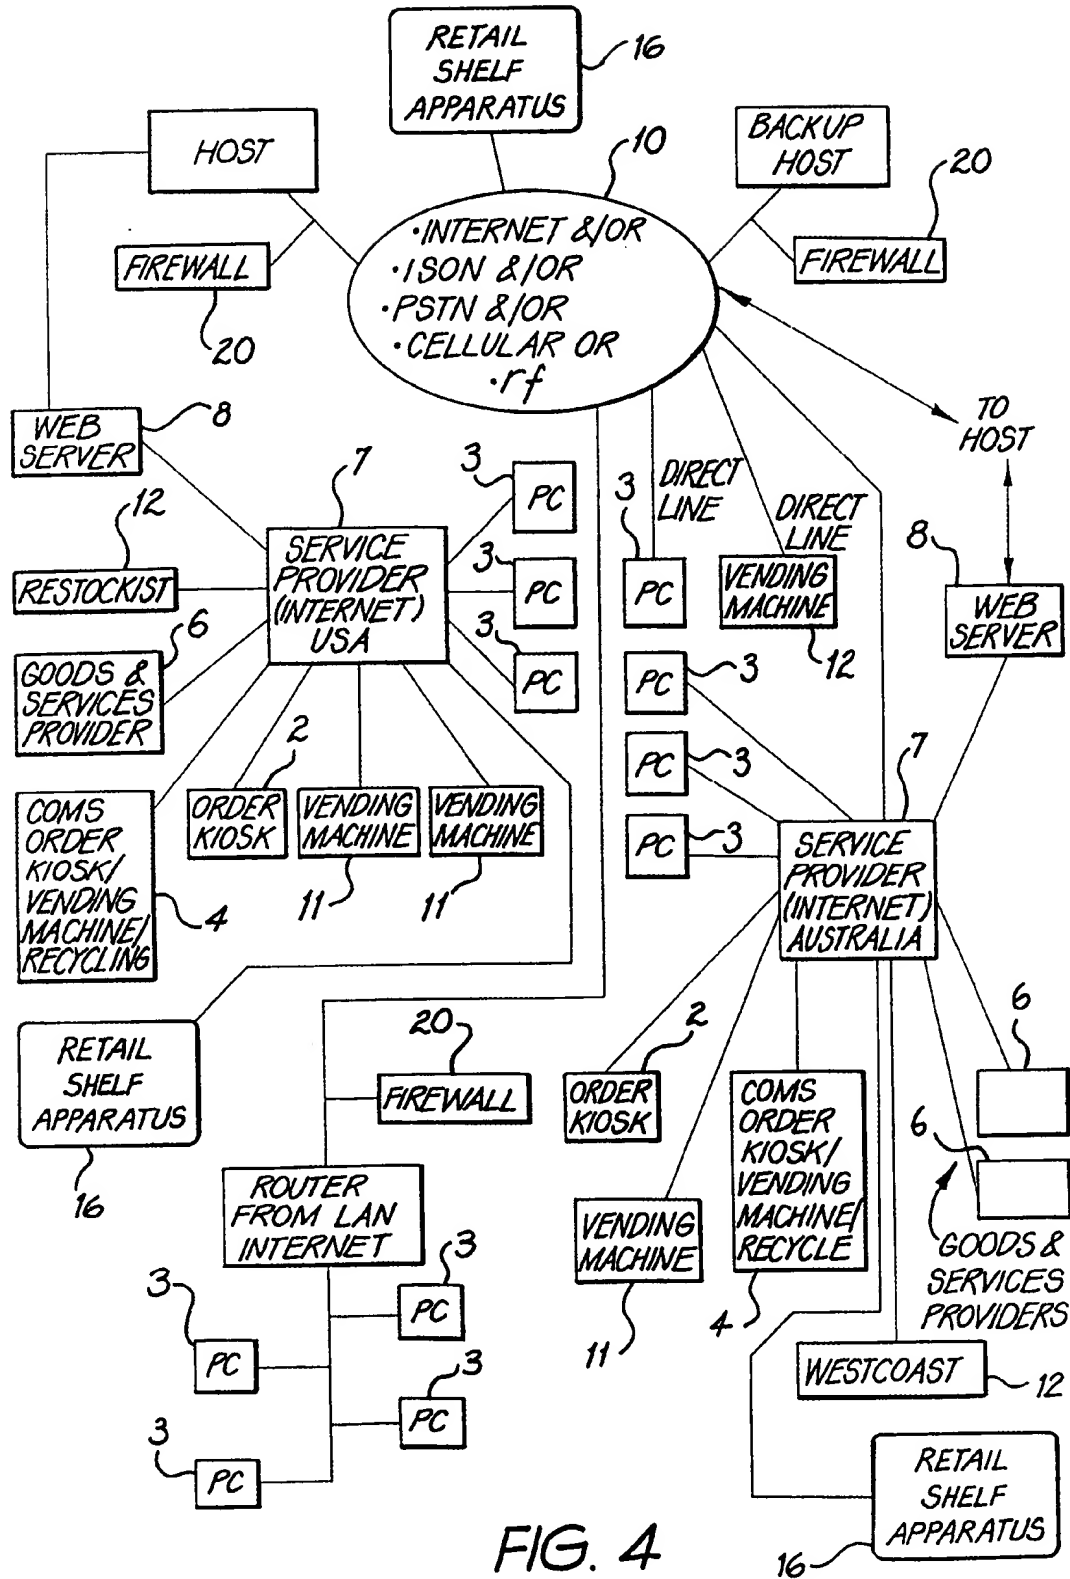 RETAIL
SHELF
APPARATUS
16
HOST
10
BACKUP
HOST
20
FIREWALL
20
FIREWALL
•INTERNET &/OR
•ISON &/OR
•PSTN &/OR
•CELLULAR OR
•rf
WEB
SERVER
8
TO
HOST
7
3
PC
DIRECT
LINE
3
DIRECT
LINE
8
12
RESTOCKIST
SERVICE
PROVIDER
(INTERNET)
USA
3
PC
PC
VENDING
MACHINE
12
WEB
SERVER
6
GOODS &
SERVICES
PROVIDER
3
PC
PC
3
2
PC
3
7
COMS
ORDER
KIOSK/
VENDING
MACHINE/
RECYCLING
4
ORDER
KIOSK
VENDING
MACHINE
11
VENDING
MACHINE
11
PC
3
SERVICE
PROVIDER
(INTERNET)
AUSTRALIA
RETAIL
SHELF
APPARATUS
16
20
FIREWALL
2
ORDER
KIOSK
COMS
ORDER
KIOSK/
VENDING
MACHINE/
RECYCLE
4
6
6
GOODS &
SERVICES
PROVIDERS
ROUTER
FROM LAN
INTERNET
VENDING
MACHINE
11
3
PC
3
PC
3
PC
3
PC
WESTCOAST
12
RETAIL
SHELF
APPARATUS
16
FIG. 4